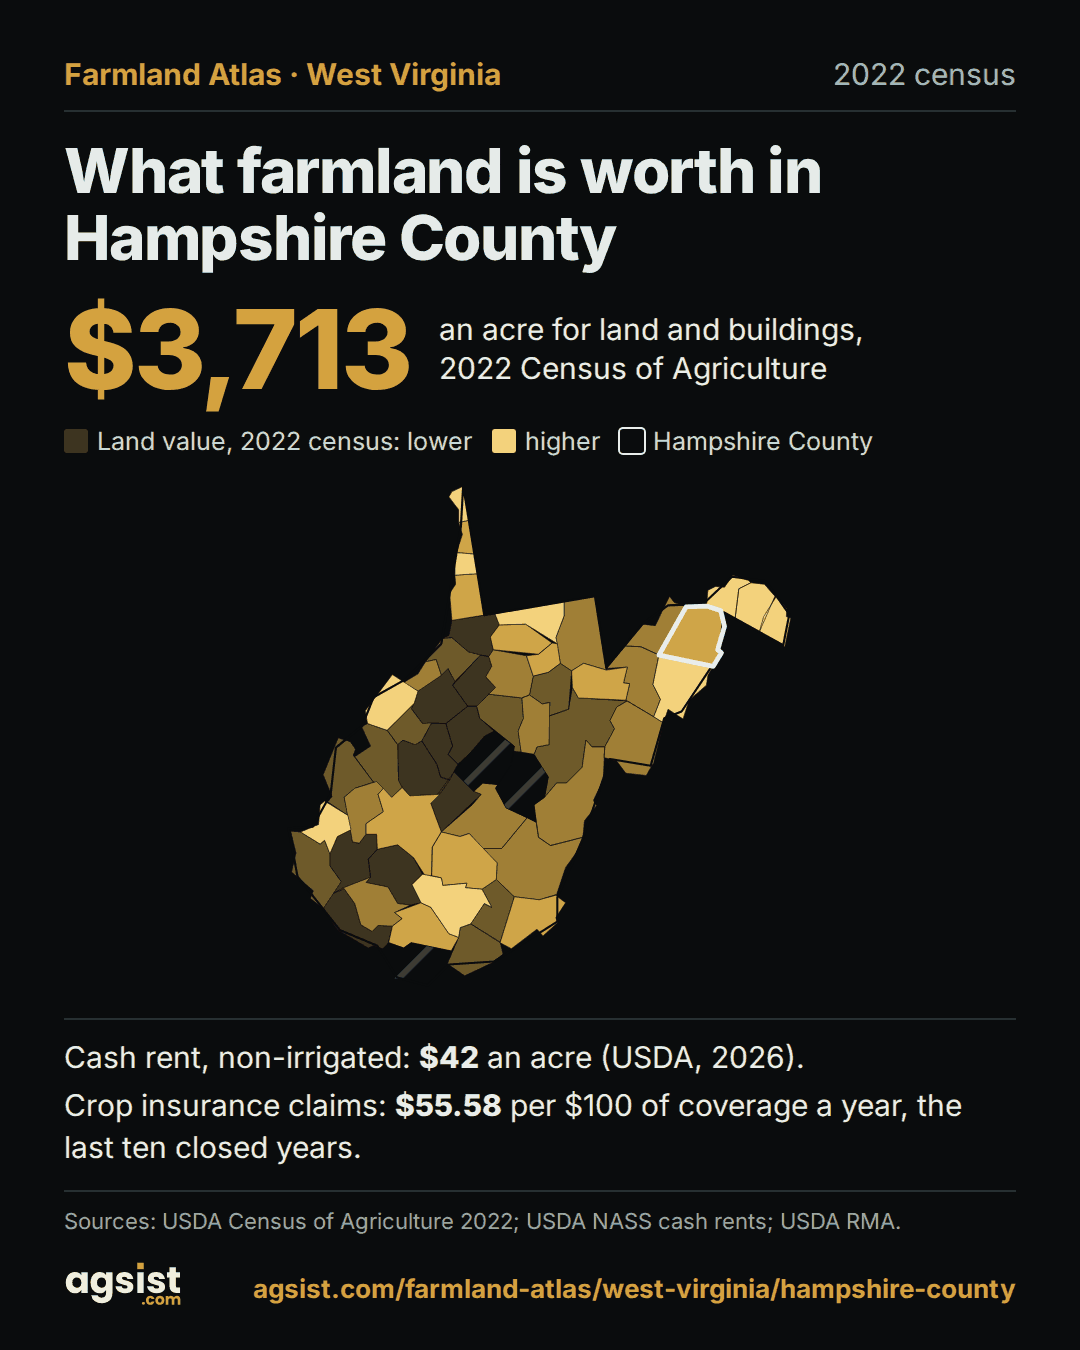 Farmland Atlas · West Virginia
2022 census
What farmland is worth in
Hampshire County
$3,713
an acre for land and buildings,
2022 Census of Agriculture
Land value, 2022 census: lower
higher
Hampshire County
Cash rent, non-irrigated: $42 an acre (USDA, 2026).
Crop insurance claims: $55.58 per $100 of coverage a year, the
last ten closed years.
Sources: USDA Census of Agriculture 2022; USDA NASS cash rents; USDA RMA.
agsist
.com
agsist.com/farmland-atlas/west-virginia/hampshire-county